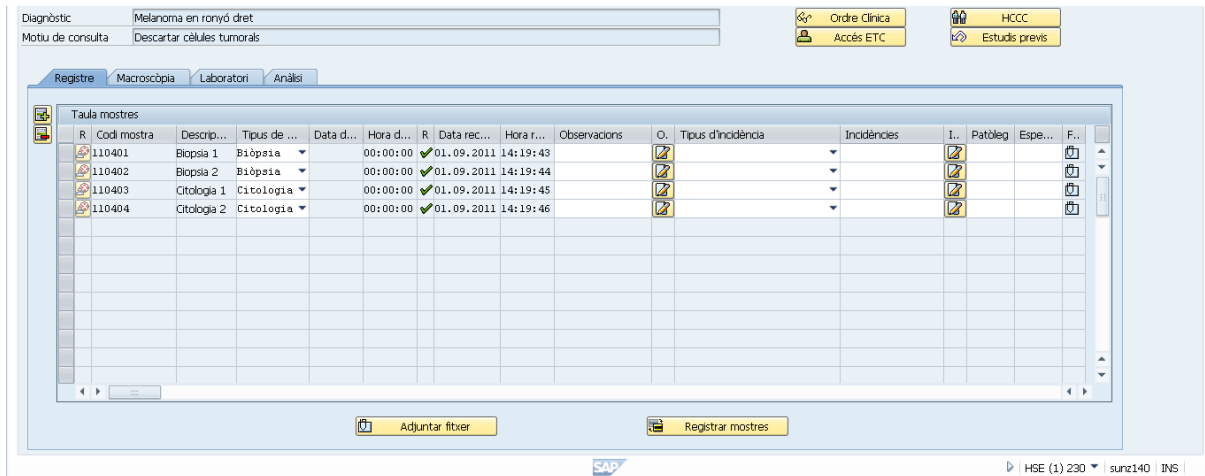 Diagnòstic Melanoma en ronyó dret Ordre Clínica HCCC
Motiu de consulta Descartar cèlules tumorals Accés ETC Estudis previs
Registre Macroscòpia Laboratori Anàlisi
Taula mostres
R Codi mostra Descrip... Tipus de ... Data d... Hora d... R Data rec... Hora r... Observacions O. Tipus d'incidència Incidències I.. Patòleg Espe... F..
110401 Biopsia 1 Biòpsia 00:00:00 01.09.2011 14:19:43
110402 Biopsia 2 Biòpsia 00:00:00 01.09.2011 14:19:44
110403 Citologia 1 Citologia 00:00:00 01.09.2011 14:19:45
110404 Citologia 2 Citologia 00:00:00 01.09.2011 14:19:46
Adjuntar fitxer Registrar mostres
SAP HSE (1) 230 sunz140 INS